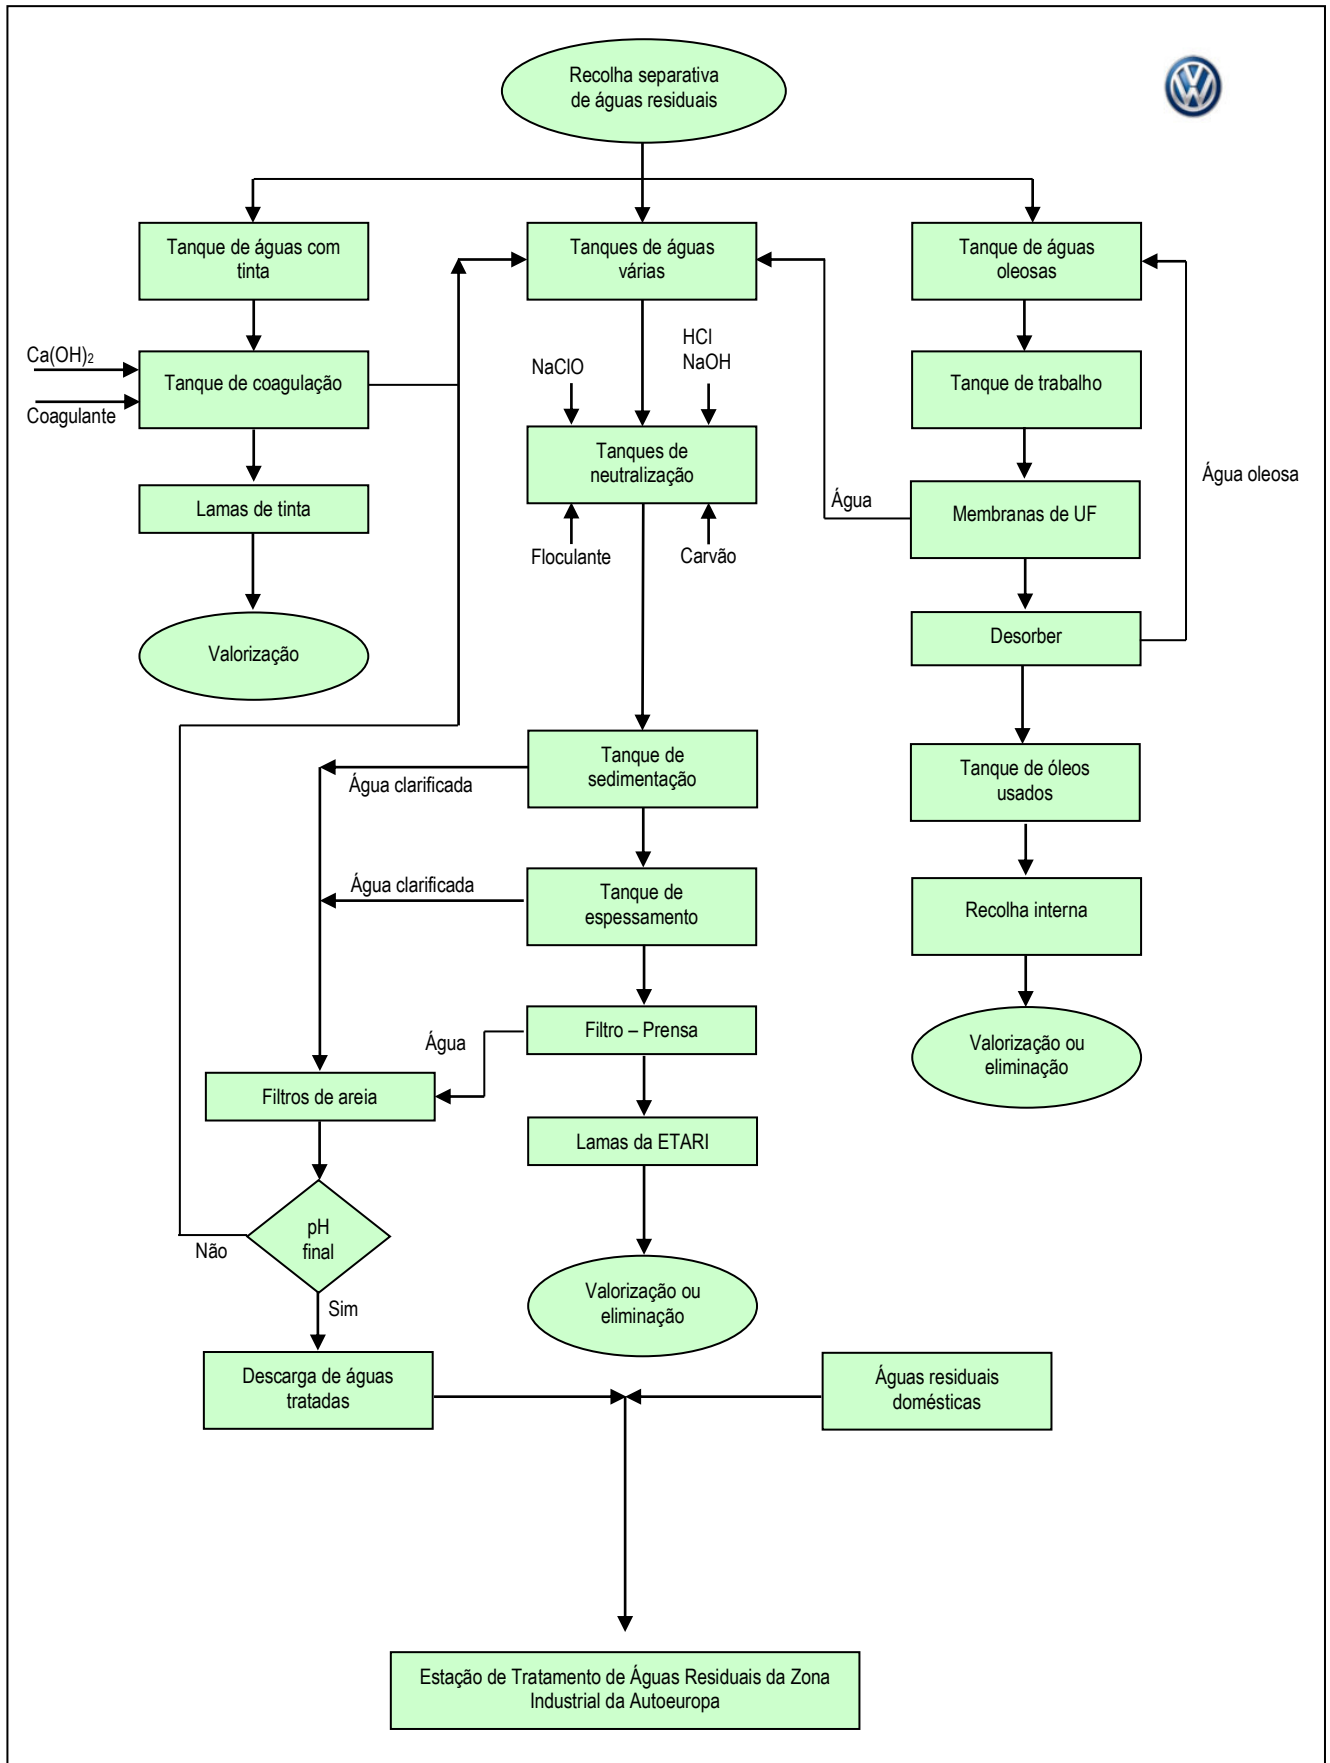 Recolha separativa
de águas residuais
Tanque de águas com
tinta
Tanques de águas
várias
Tanque de águas
oleosas
Ca(OH)₂
Coagulante
Tanque de coagulação
NaClO
HCl
NaOH
Tanque de trabalho
Tanques de
neutralização
Floculante
Carvão
Água
Água oleosa
Lamas de tinta
Membranas de UF
Valorização
Desorber
Tanque de
sedimentação
Água clarificada
Tanque de óleos
usados
Água clarificada
Tanque de
espessamento
Recolha interna
Filtro – Prensa
Água
Valorização ou
eliminação
Filtros de areia
Lamas da ETARI
pH
final
Não
Sim
Valorização ou
eliminação
Descarga de águas
tratadas
Águas residuais
domésticas
Estação de Tratamento de Águas Residuais da Zona
Industrial da Autoeuropa